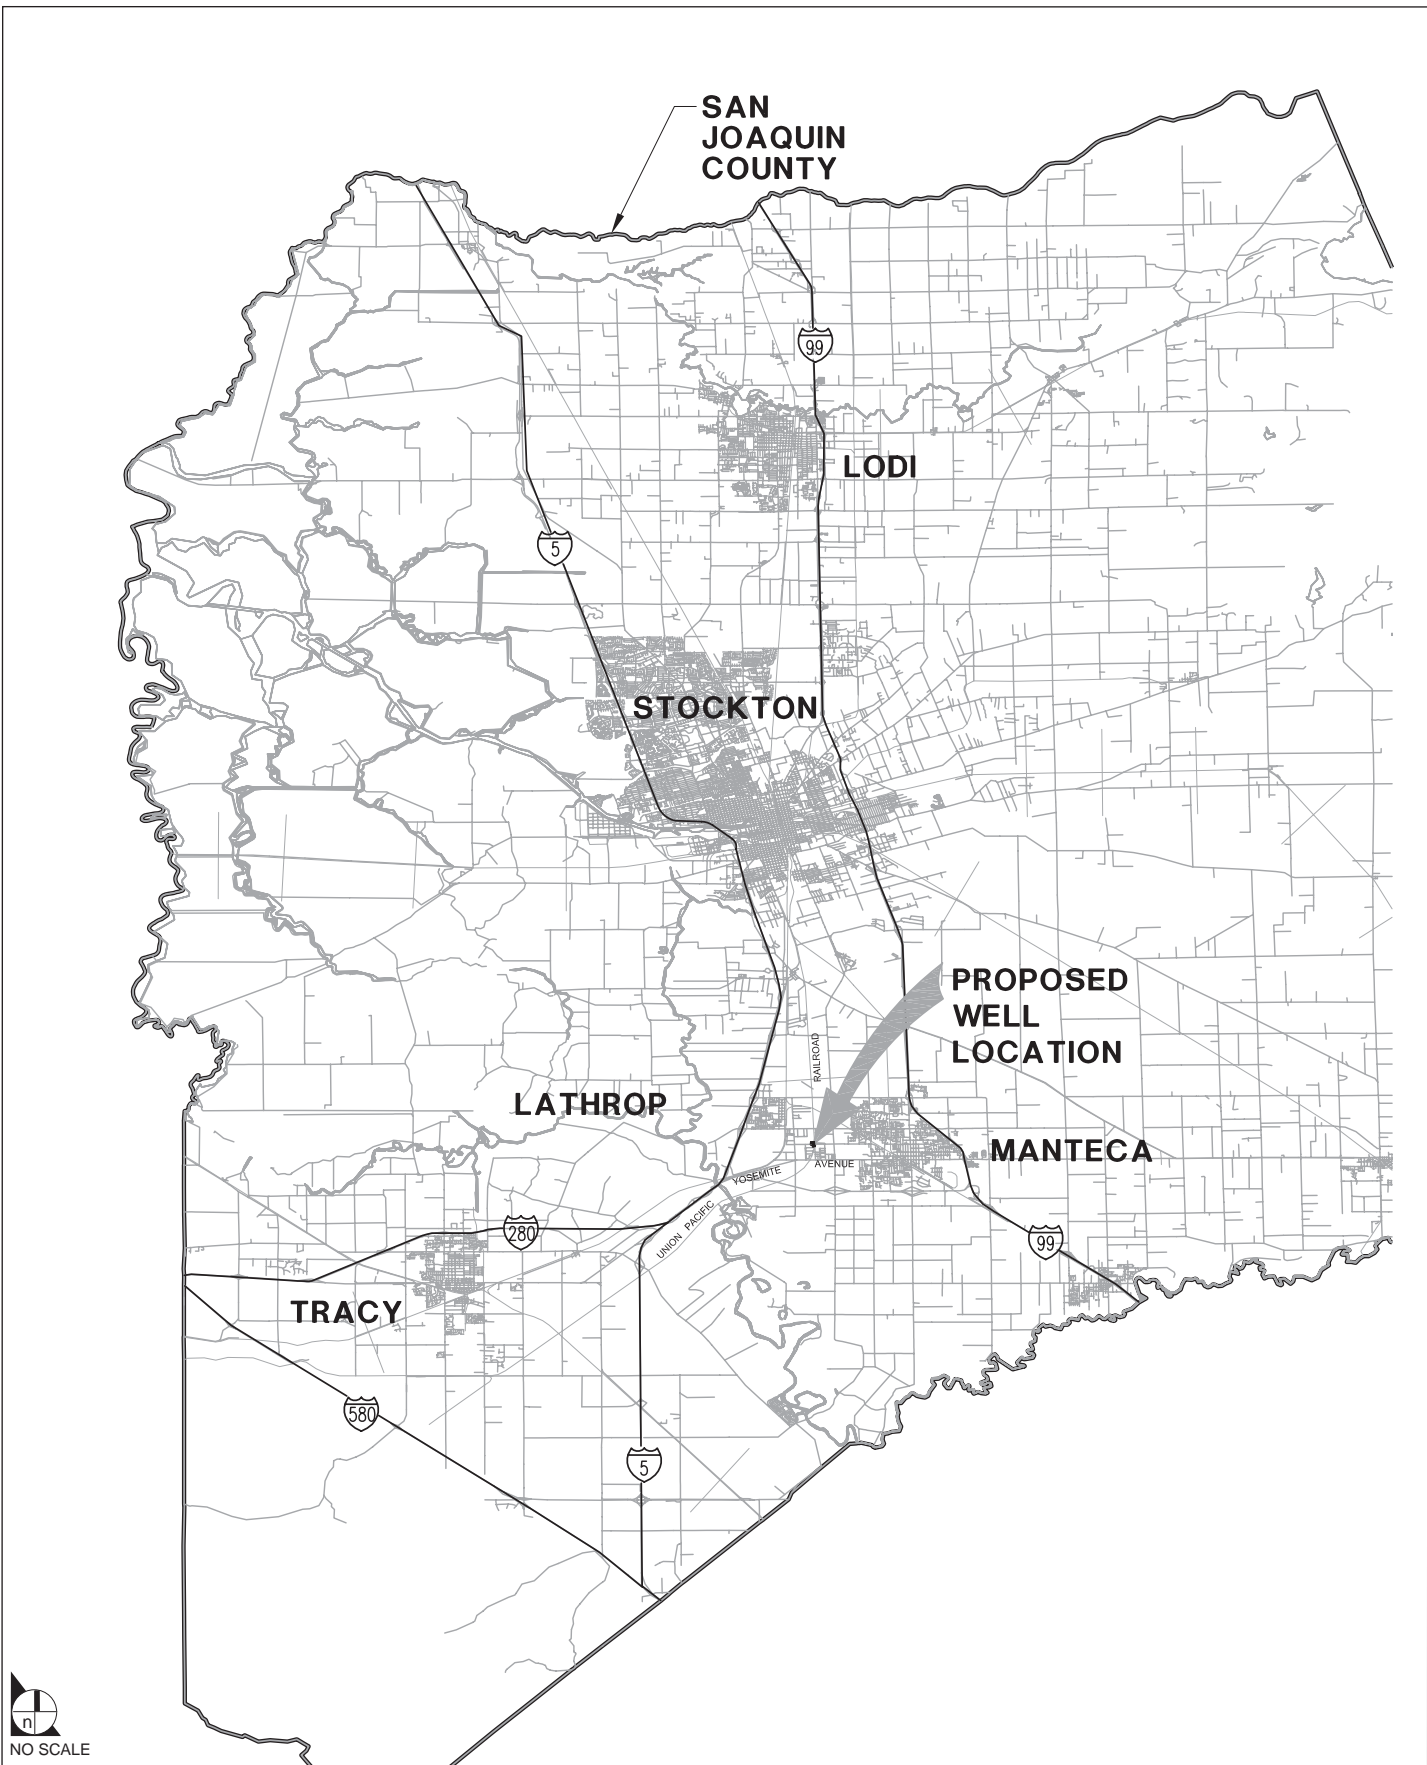 SAN
JOAQUIN
COUNTY
99
LODI
5
STOCKTON
PROPOSED
WELL
LOCATION
RAILROAD
LATHROP
MANTECA
YOSEMITE
AVENUE
UNION PACIFIC
280
99
TRACY
580
5
n
NO SCALE